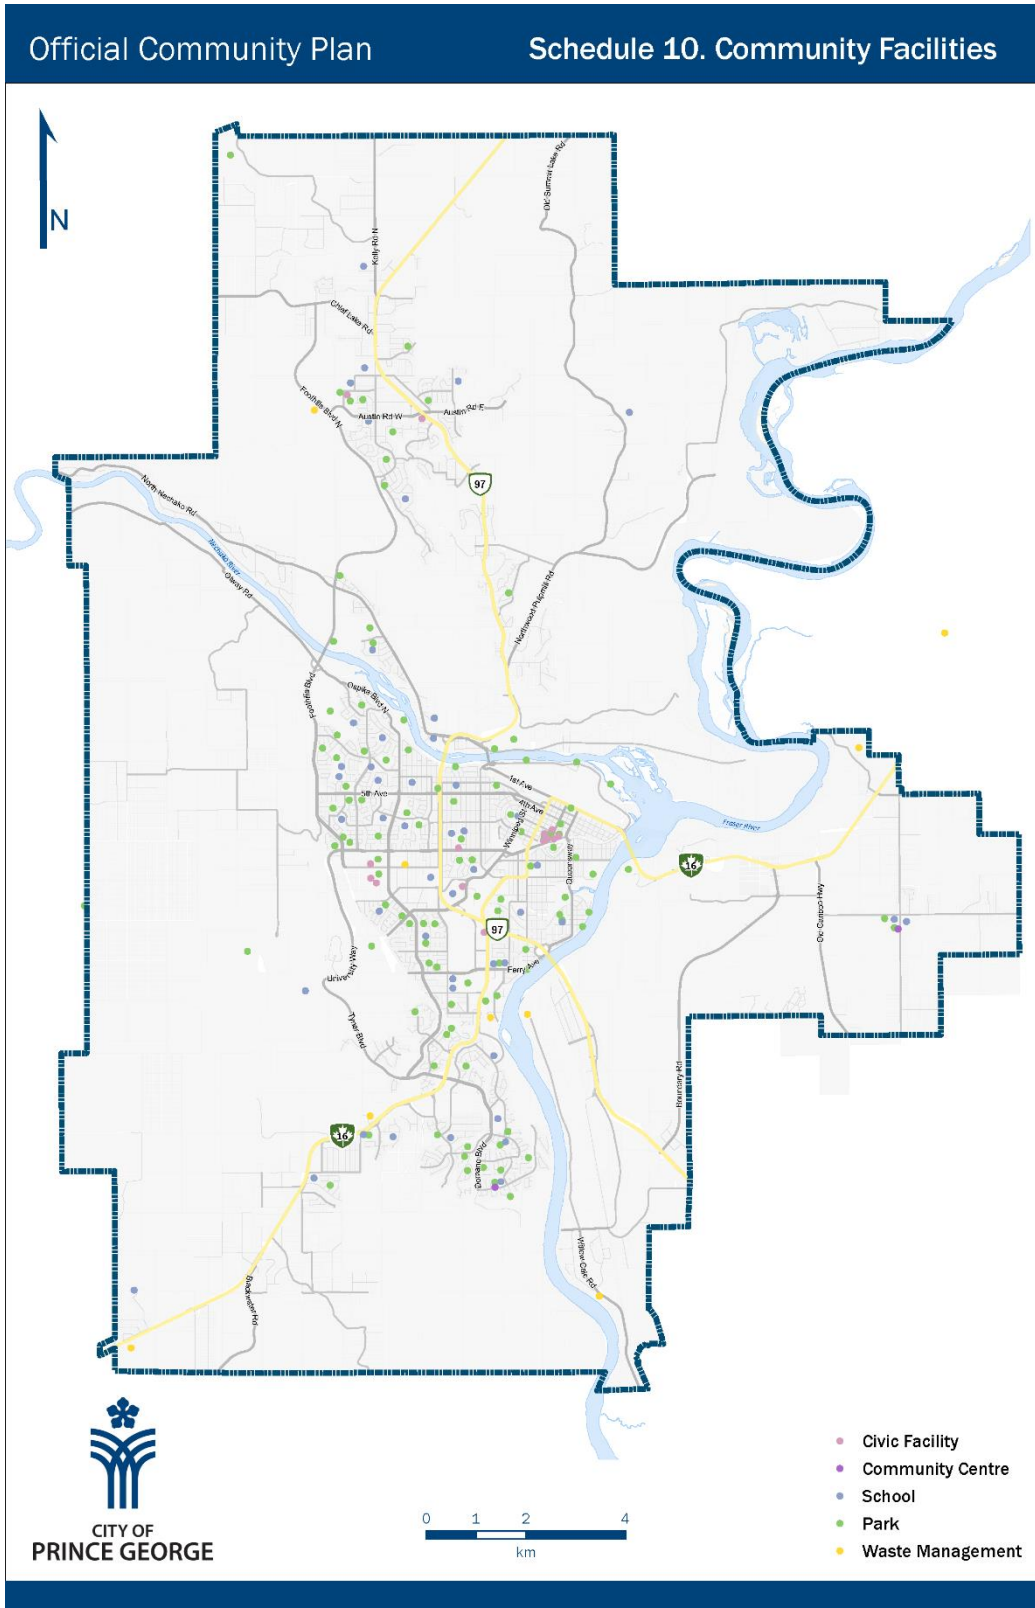 Official Community Plan
Schedule 10. Community Facilities
N
Old Summit Lake Rd
Kelly Rd N
Chief Lake Rd
Foothills Blvd N
Austin Rd W
Austin Rd E
97
North Nechako Rd
Nechako River
Otway Rd
Northwood Pulpmill Rd
Foothills Blvd
Ospika Blvd N
1st Ave
5th Ave
4th Ave
Winnipeg St
Queensway
Fraser River
16
Old Cariboo Hwy
97
University Way
Ferry Ave
Tyner Blvd
Boundary Rd
16
Domano Blvd
Willow Cale Rd
Blackwater Rd
CITY OF
PRINCE GEORGE
0 1 2 4
km
Civic Facility
Community Centre
School
Park
Waste Management